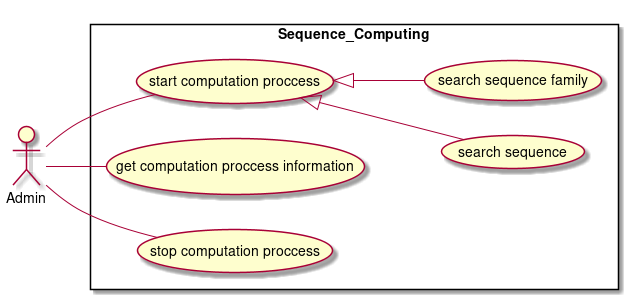 Sequence_Computing
start computation proccess
search sequence family
search sequence
get computation proccess information
Admin
stop computation proccess